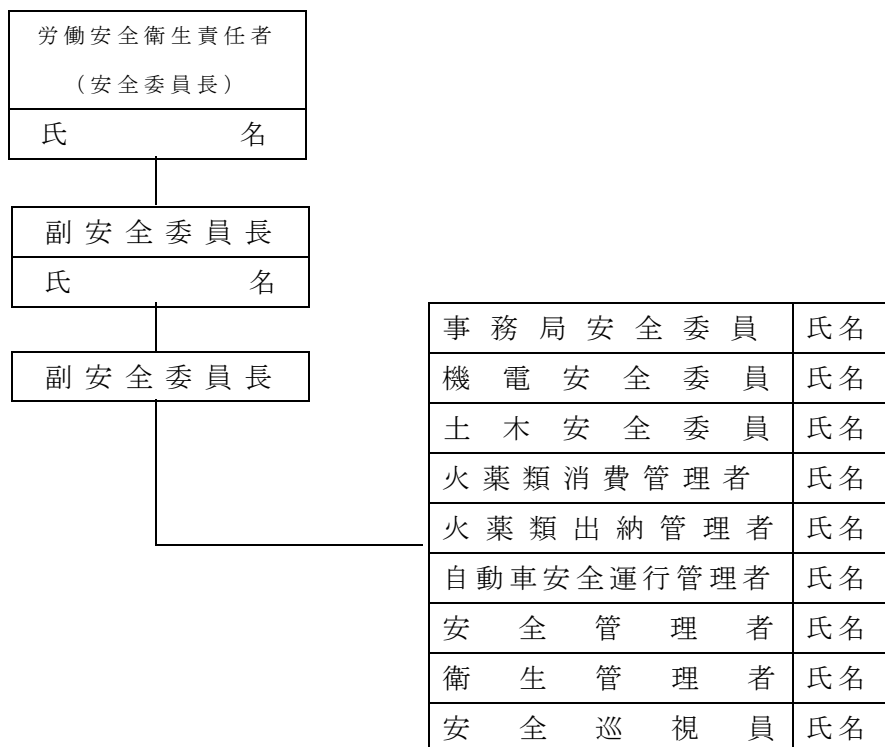 労働安全衛生責任者
（安全委員長）
氏名
副安全委員長
氏名
副安全委員長
事務局安全委員 氏名
機電安全委員 氏名
土木安全委員 氏名
火薬類消費管理者 氏名
火薬類出納管理者 氏名
自動車安全運行管理者 氏名
安全管理者 氏名
衛生管理者 氏名
安全巡視員 氏名